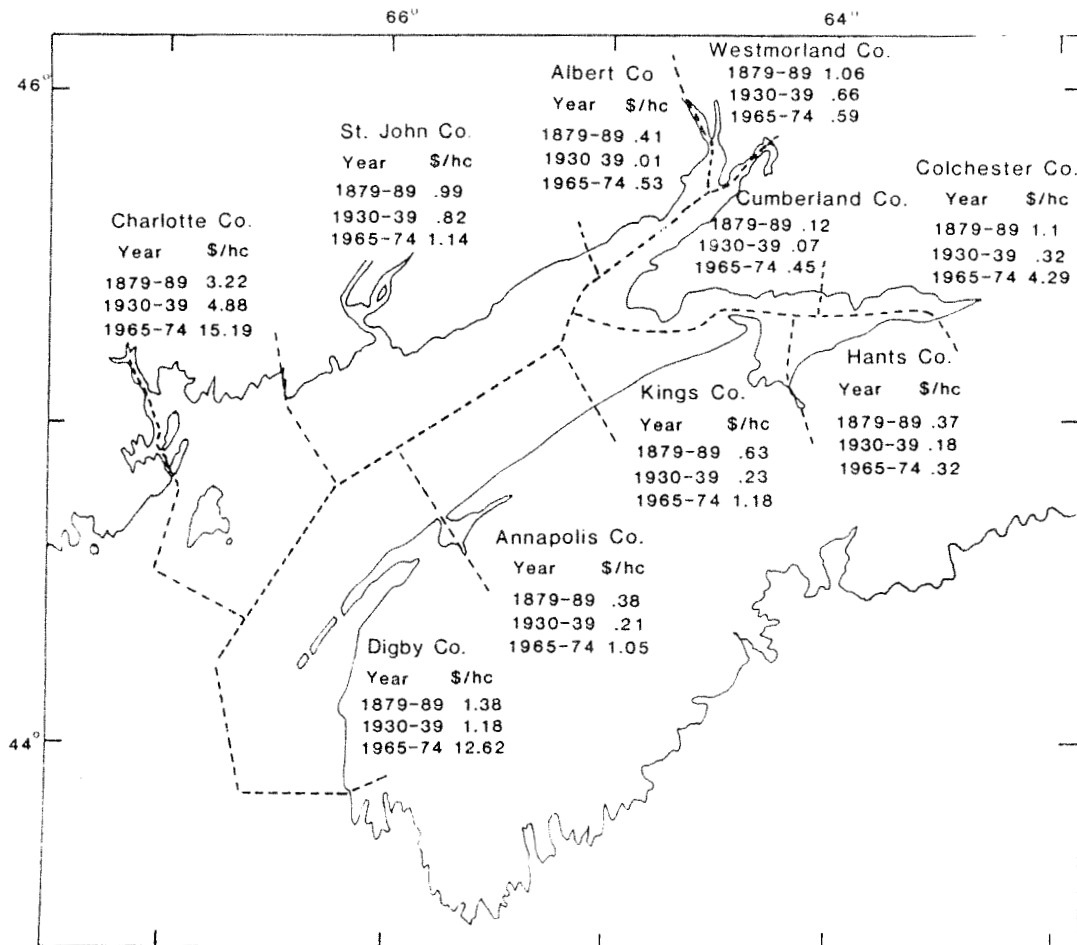 66°
64°
46°
44°
Westmorland Co.
1879-89 1.06
1930-39 .66
1965-74 .59
Albert Co
Year $/hc
1879-89 .41
1930 39 .01
1965-74 .53
St. John Co.
Year $/hc
1879-89 .99
1930-39 .82
1965-74 1.14
Colchester Co.
Year $/hc
1879-89 1.1
1930-39 .32
1965-74 4.29
Cumberland Co.
1879-89 .12
1930-39 .07
1965-74 .45
Charlotte Co.
Year $/hc
1879-89 3.22
1930-39 4.88
1965-74 15.19
Hants Co.
Year $/hc
1879-89 .37
1930-39 .18
1965-74 .32
Kings Co.
Year $/hc
1879-89 .63
1930-39 .23
1965-74 1.18
Annapolis Co.
Year $/hc
1879-89 .38
1930-39 .21
1965-74 1.05
Digby Co.
Year $/hc
1879-89 1.38
1930-39 1.18
1965-74 12.62